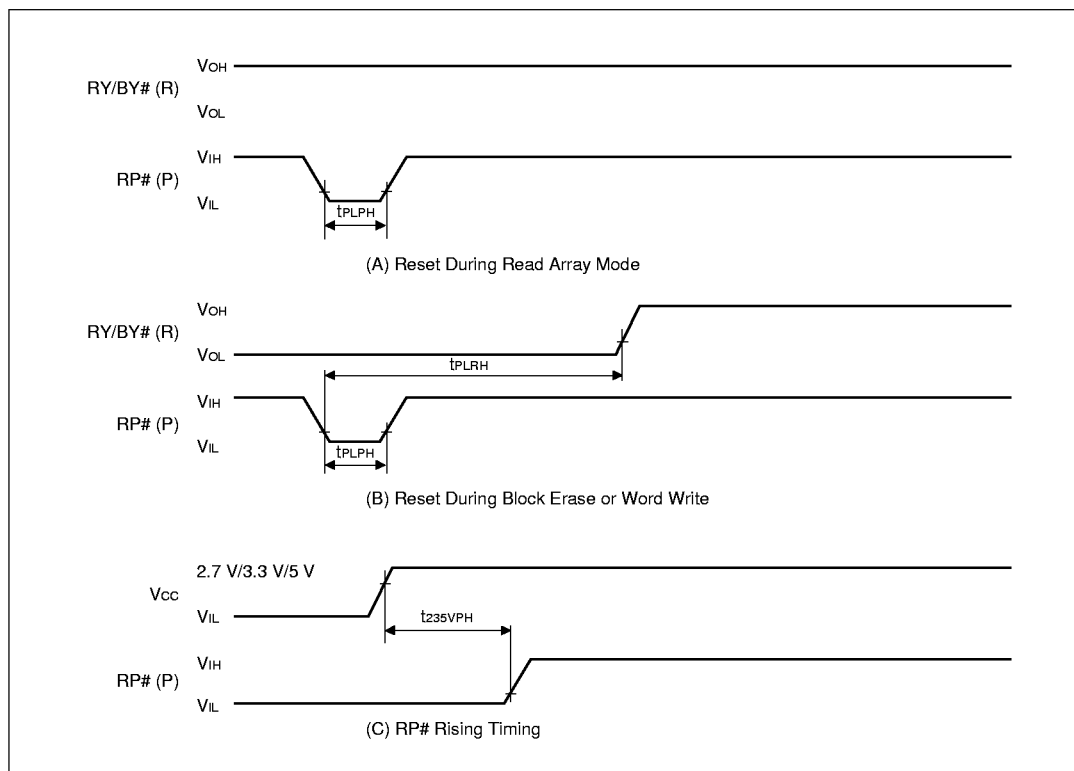 VOH
RY/BY# (R)
VOL
VIH
RP# (P)
VIL
tPLPH
(A) Reset During Read Array Mode
VOH
RY/BY# (R)
VOL
tPLRH
VIH
RP# (P)
VIL
tPLPH
(B) Reset During Block Erase or Word Write
2.7 V/3.3 V/5 V
VCC
VIL
t235VPH
VIH
RP# (P)
VIL
(C) RP# Rising Timing